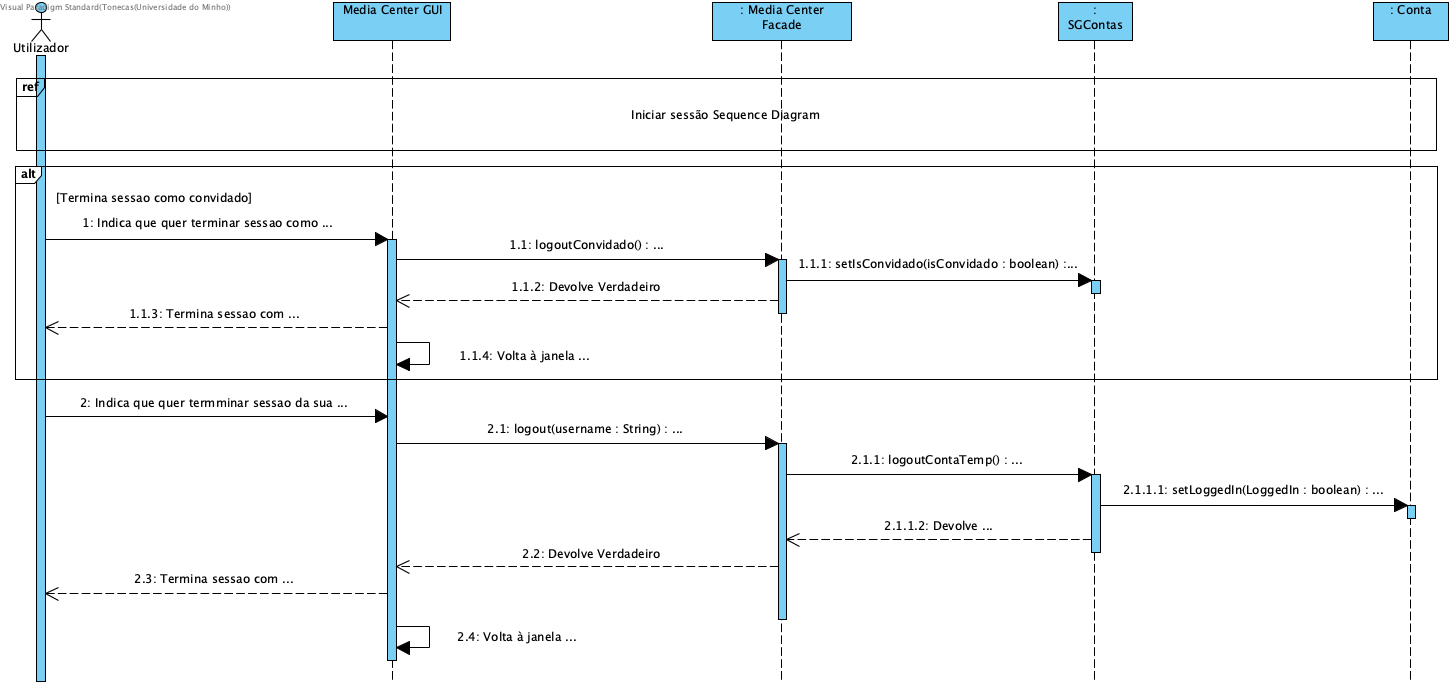 Visual Paradigm Standard(Tonecas(Universidade do Minho))
Utilizador
Media Center GUI
: Media Center
Facade
:
SGContas
: Conta
ref
Iniciar sessão Sequence Diagram
alt
[Termina sessao como convidado]
1: Indica que quer terminar sessao como ...
1.1: logoutConvidado() : ...
1.1.1: setIsConvidado(isConvidado : boolean) :...
1.1.2: Devolve Verdadeiro
1.1.3: Termina sessao com ...
1.1.4: Volta à janela ...
2: Indica que quer termminar sessao da sua ...
2.1: logout(username : String) : ...
2.1.1: logoutContaTemp() : ...
2.1.1.1: setLoggedIn(LoggedIn : boolean) : ...
2.1.1.2: Devolve ...
2.2: Devolve Verdadeiro
2.3: Termina sessao com ...
2.4: Volta à janela ...